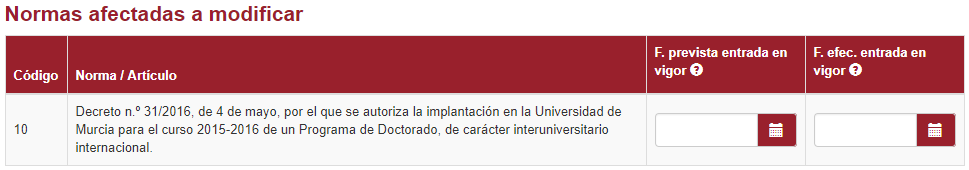 Normas afectadas a modificar
Código
Norma / Artículo
F. prevista entrada en
vigor
F. efec. entrada en
vigor
10
Decreto n.º 31/2016, de 4 de mayo, por el que se autoriza la implantación en la Universidad de
Murcia para el curso 2015-2016 de un Programa de Doctorado, de carácter interuniversitario
internacional.